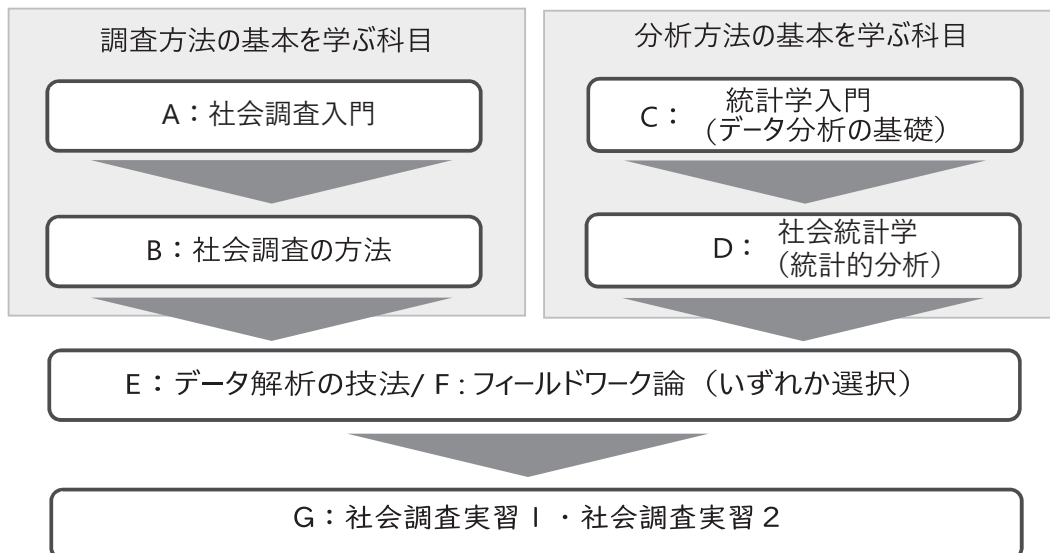 調査方法の基本を学ぶ科目
A：社会調査入門
B：社会調査の方法
分析方法の基本を学ぶ科目
C： 統計学入門
(データ分析の基礎)
D： 社会統計学
(統計的分析)
E：データ解析の技法/ F:フィールドワーク論（いずれか選択）
G：社会調査実習１・社会調査実習２